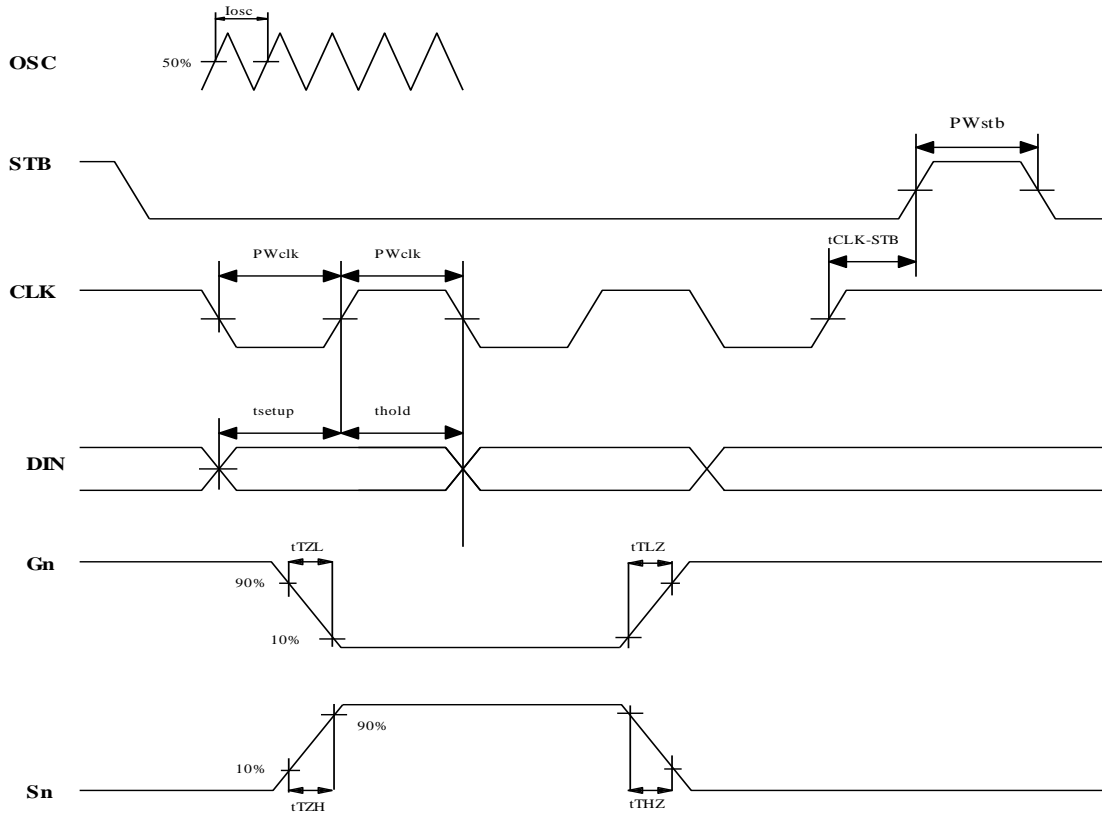 Iosc
OSC
50%
PWstb
STB
tCLK-STB
PWclk PWclk
CLK
tsetup thold
DIN
tTZL tTLZ
Gn
90%
10%
90%
10%
Sn
tTZH tTHZ